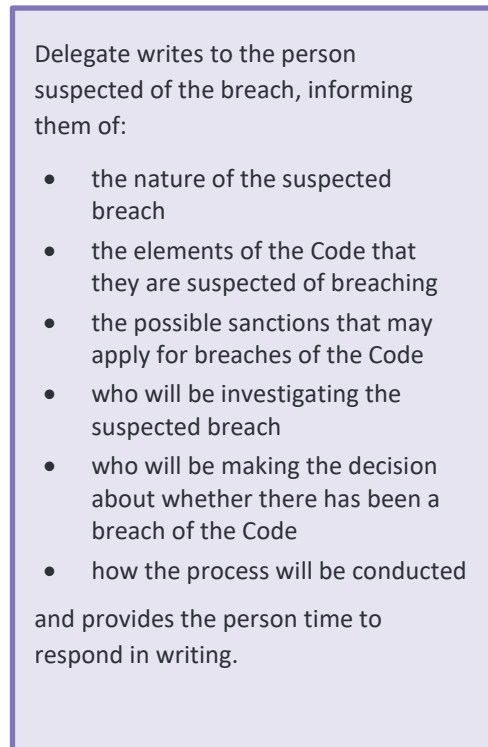 Delegate writes to the person
suspected of the breach, informing
them of:
• the nature of the suspected
breach
• the elements of the Code that
they are suspected of breaching
• the possible sanctions that may
apply for breaches of the Code
• who will be investigating the
suspected breach
• who will be making the decision
about whether there has been a
breach of the Code
• how the process will be conducted
and provides the person time to
respond in writing.